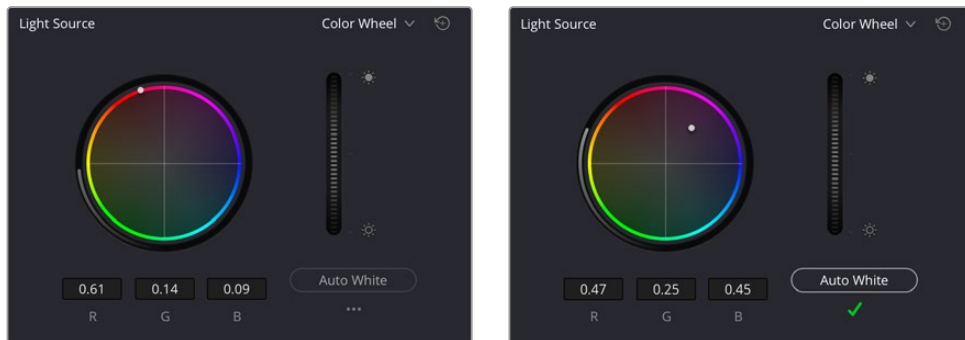 Light Source Color Wheel
0.61 0.14 0.09 Auto White
R G B
Light Source Color Wheel
0.47 0.25 0.45 Auto White
R G B